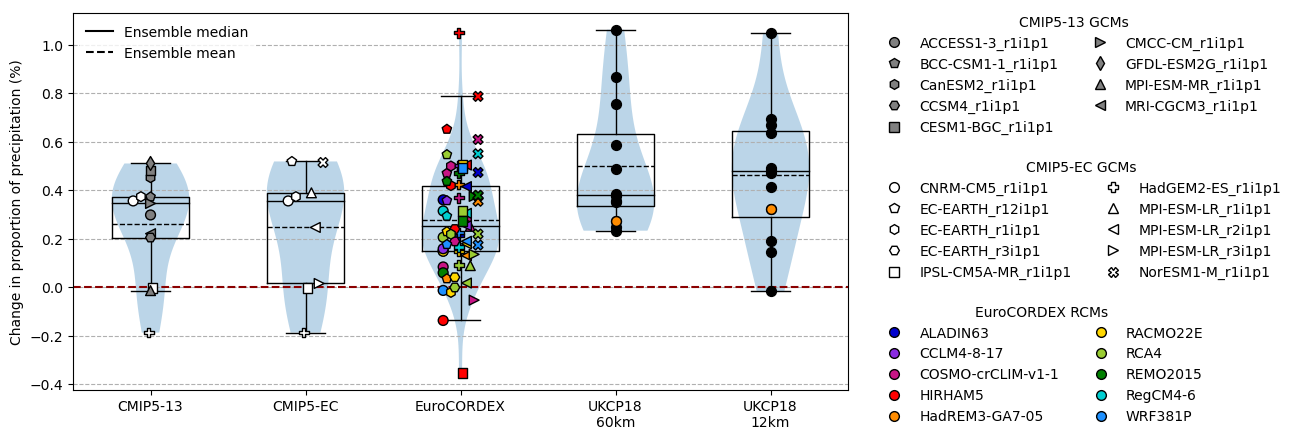 Change in proportion of precipitation (%)
1.0
0.8
0.6
0.4
0.2
0.0
−0.2
−0.4
Ensemble median
Ensemble mean
CMIP5-13
CMIP5-EC
EuroCORDEX
UKCP18
60km
UKCP18
12km
CMIP5-13 GCMs
ACCESS1-3_r1i1p1
BCC-CSM1-1_r1i1p1
CanESM2_r1i1p1
CCSM4_r1i1p1
CESM1-BGC_r1i1p1
CMCC-CM_r1i1p1
GFDL-ESM2G_r1i1p1
MPI-ESM-MR_r1i1p1
MRI-CGCM3_r1i1p1
CMIP5-EC GCMs
CNRM-CM5_r1i1p1
EC-EARTH_r12i1p1
EC-EARTH_r1i1p1
EC-EARTH_r3i1p1
IPSL-CM5A-MR_r1i1p1
HadGEM2-ES_r1i1p1
MPI-ESM-LR_r1i1p1
MPI-ESM-LR_r2i1p1
MPI-ESM-LR_r3i1p1
NorESM1-M_r1i1p1
EuroCORDEX RCMs
ALADIN63
CCLM4-8-17
COSMO-crCLIM-v1-1
HIRHAM5
HadREM3-GA7-05
RACMO22E
RCA4
REMO2015
RegCM4-6
WRF381P